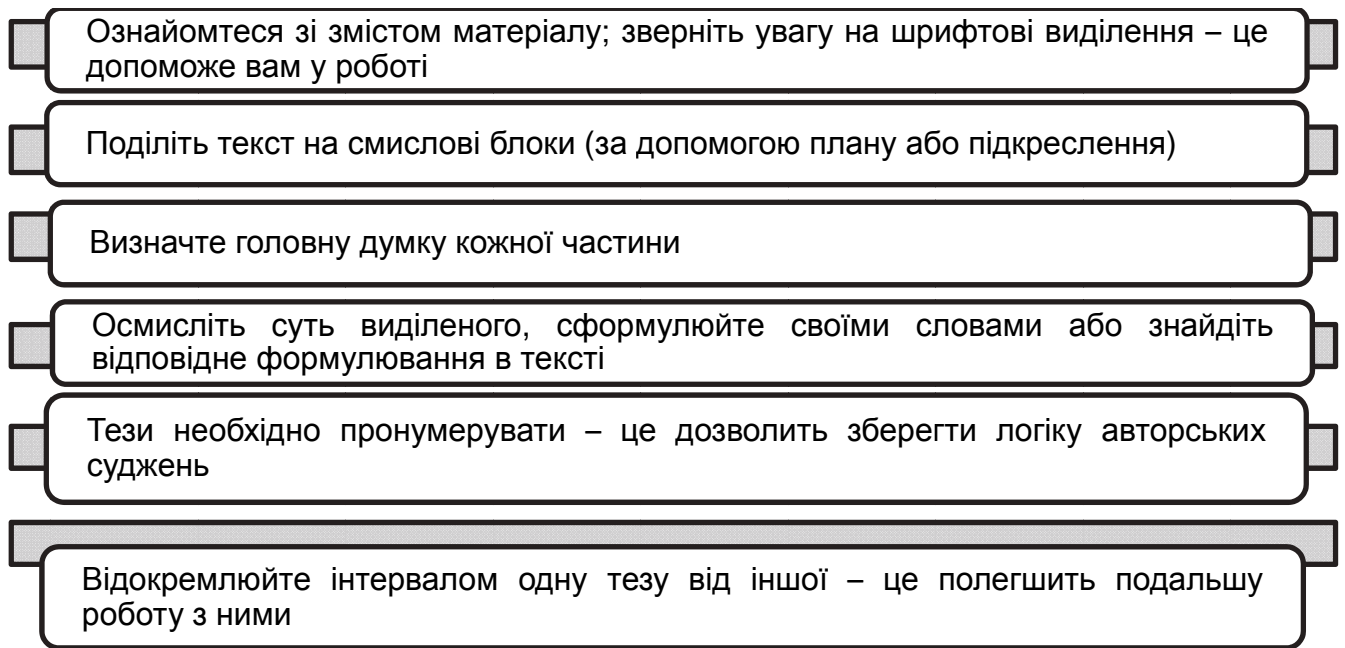 Ознайомтеся зі змістом матеріалу; зверніть увагу на шрифтові виділення – це
допоможе вам у роботі
Поділіть текст на смислові блоки (за допомогою плану або підкреслення)
Визначте головну думку кожної частини
Осмисліть суть виділеного, сформулюйте своїми словами або знайдіть
відповідне формулювання в тексті
Тези необхідно пронумерувати – це дозволить зберегти логіку авторських
суджень
Відокремлюйте інтервалом одну тезу від іншої – це полегшить подальшу
роботу з ними